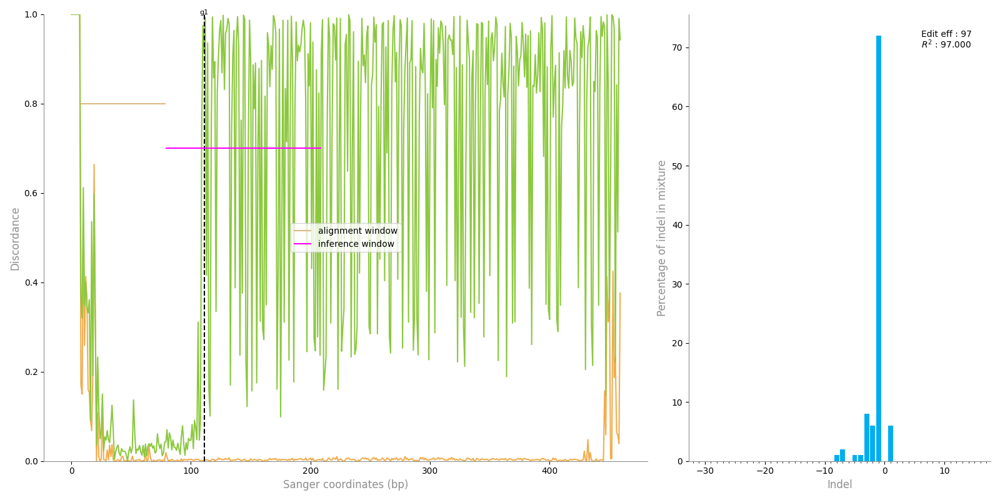 g1
1.0
0.8
0.6
0.4
0.2
0.0
Discordance
alignment window
inference window
0
100
200
300
400
Sanger coordinates (bp)
Edit eff : 97
R² : 97.000
70
60
50
40
30
20
10
0
Percentage of indel in mixture
−30
−20
−10
0
10
Indel